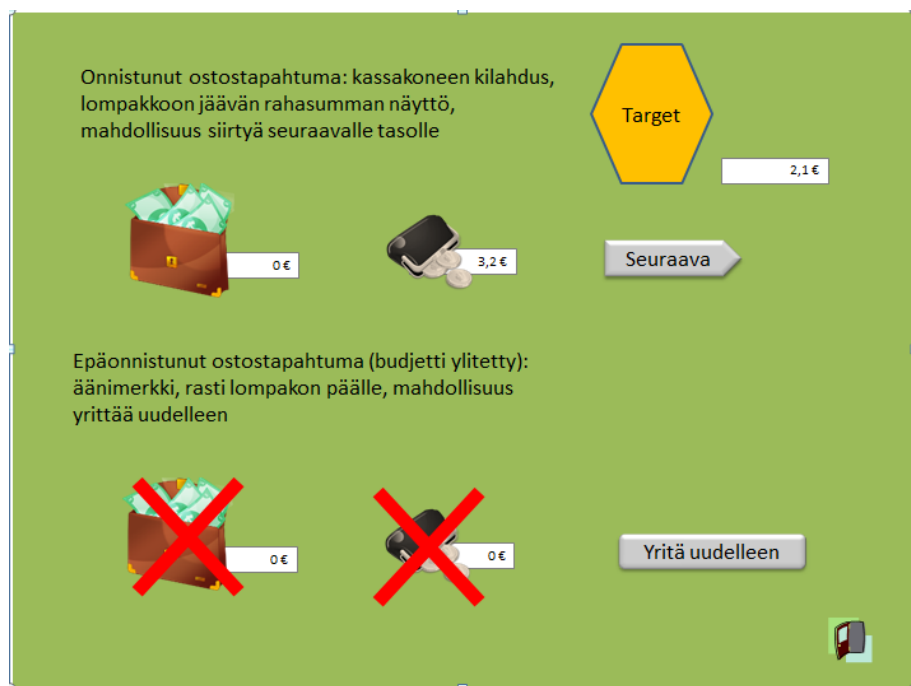 Onnistunut ostostapahtuma: kassakoneen kilahdus,
lompakkoon jäävän rahasumman näyttö,
mahdollisuus siirtyä seuraavalle tasolle
Target
2,1 €
0 €
3,2 €
Seuraava
Epäonnistunut ostostapahtuma (budjetti ylitetty):
äänimerkki, rasti lompakon päälle, mahdollisuus
yrittää uudelleen
0 €
0 €
Yritä uudelleen